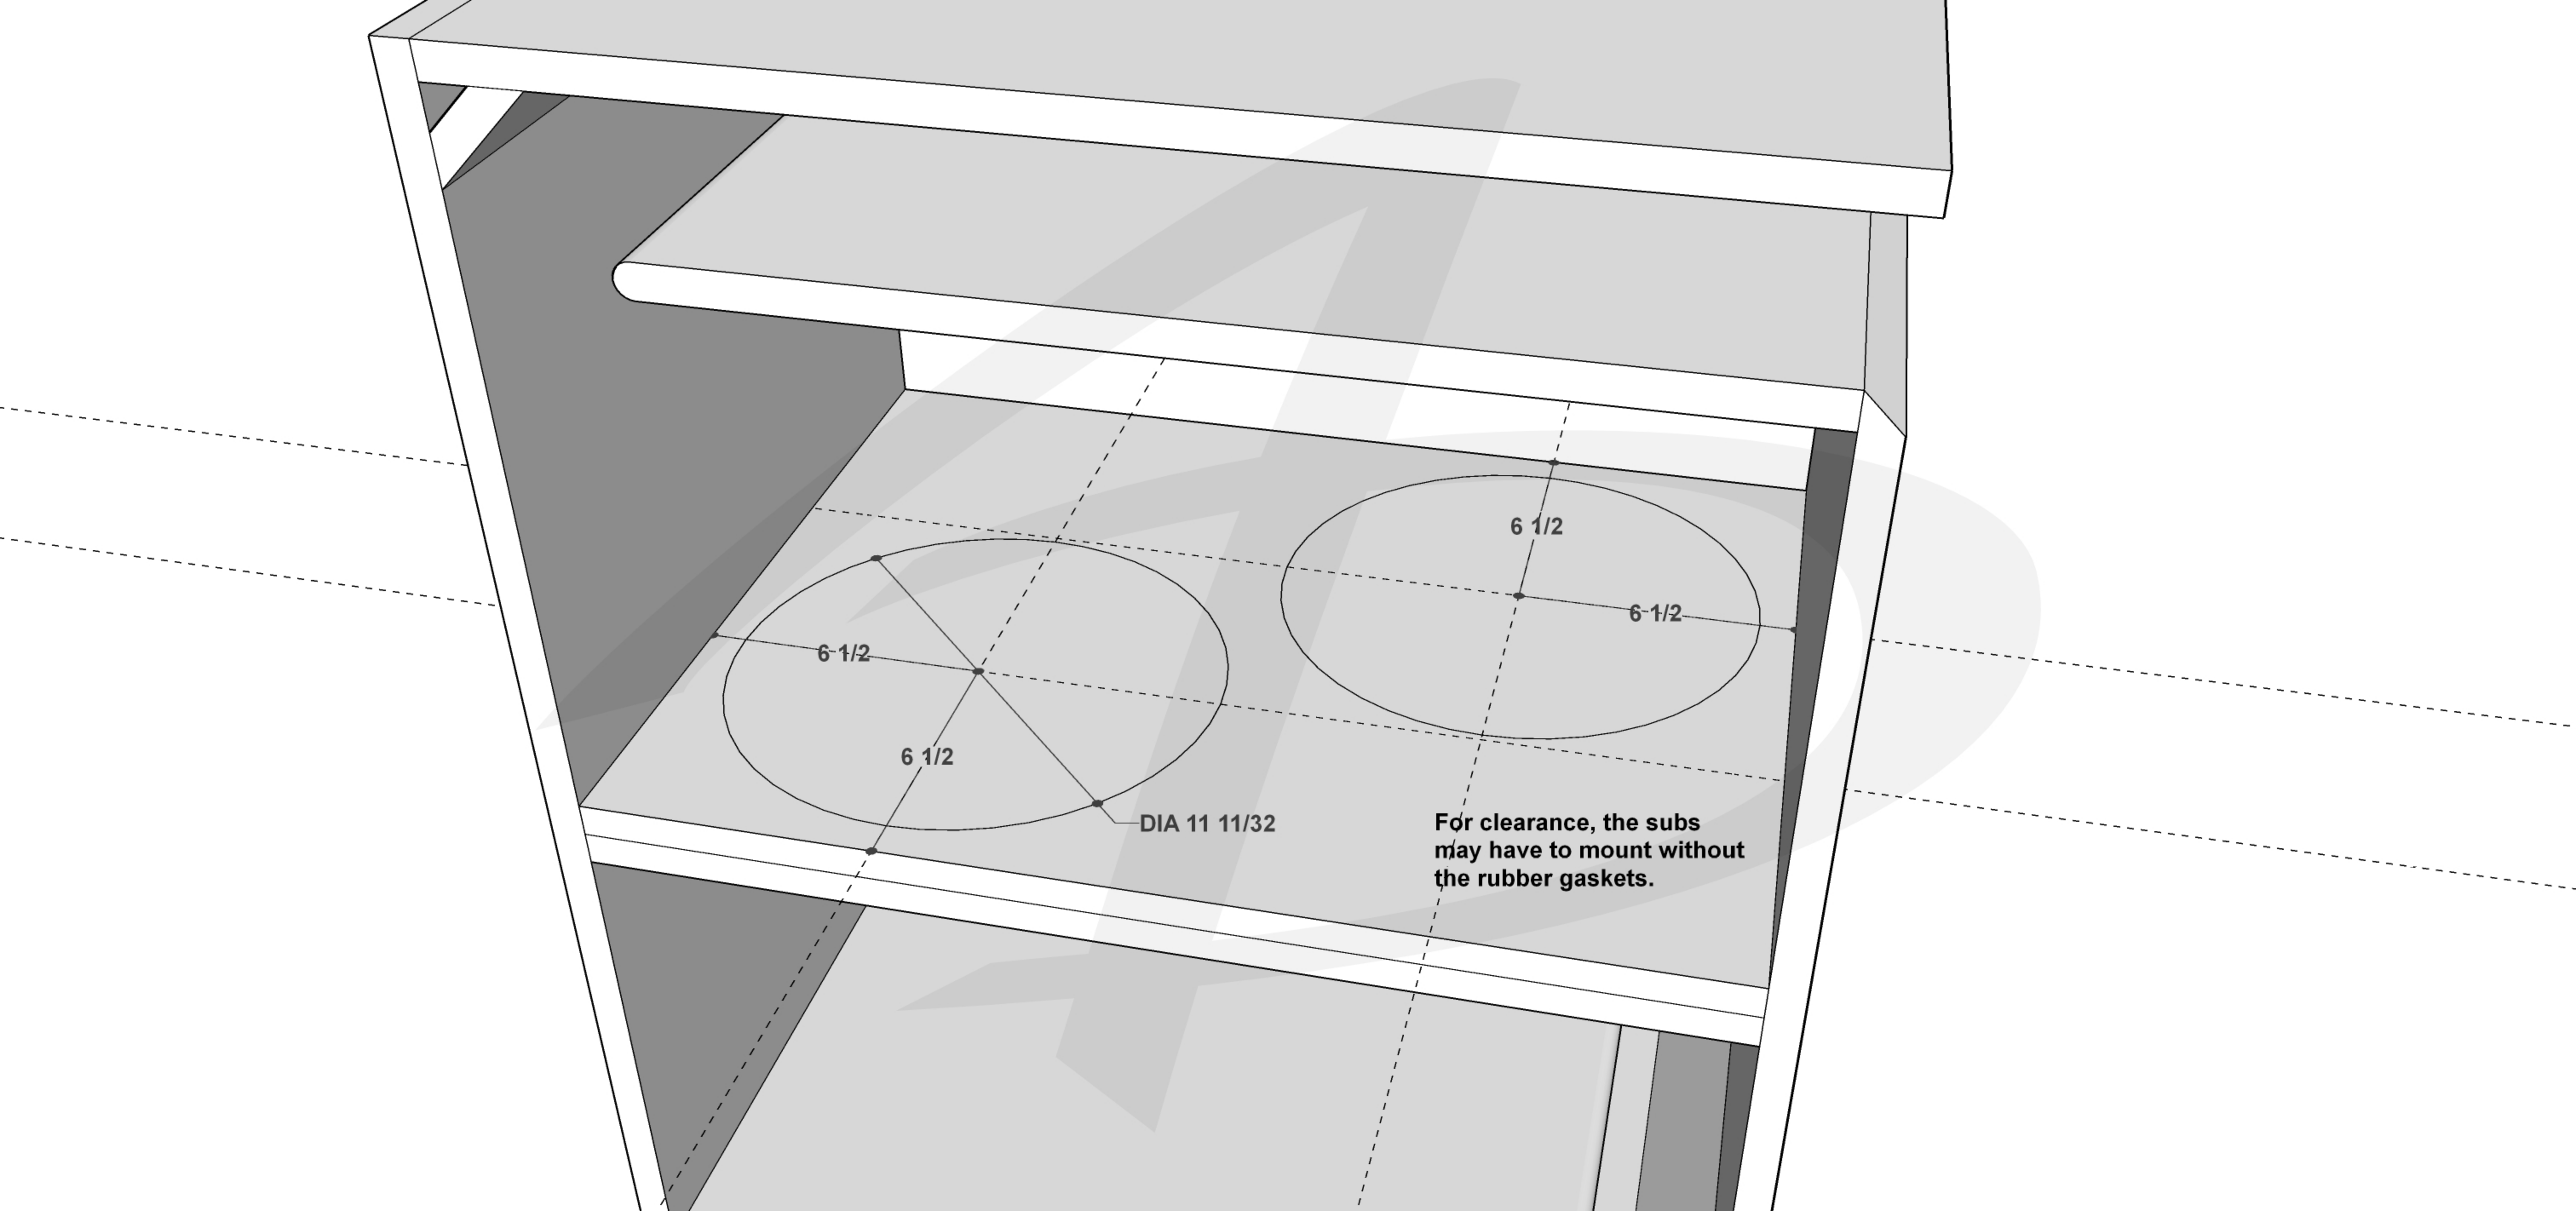 6 1/2
6 1/2
6 1/2
6 1/2
DIA 11 11/32
For clearance, the subs
may have to mount without
the rubber gaskets.